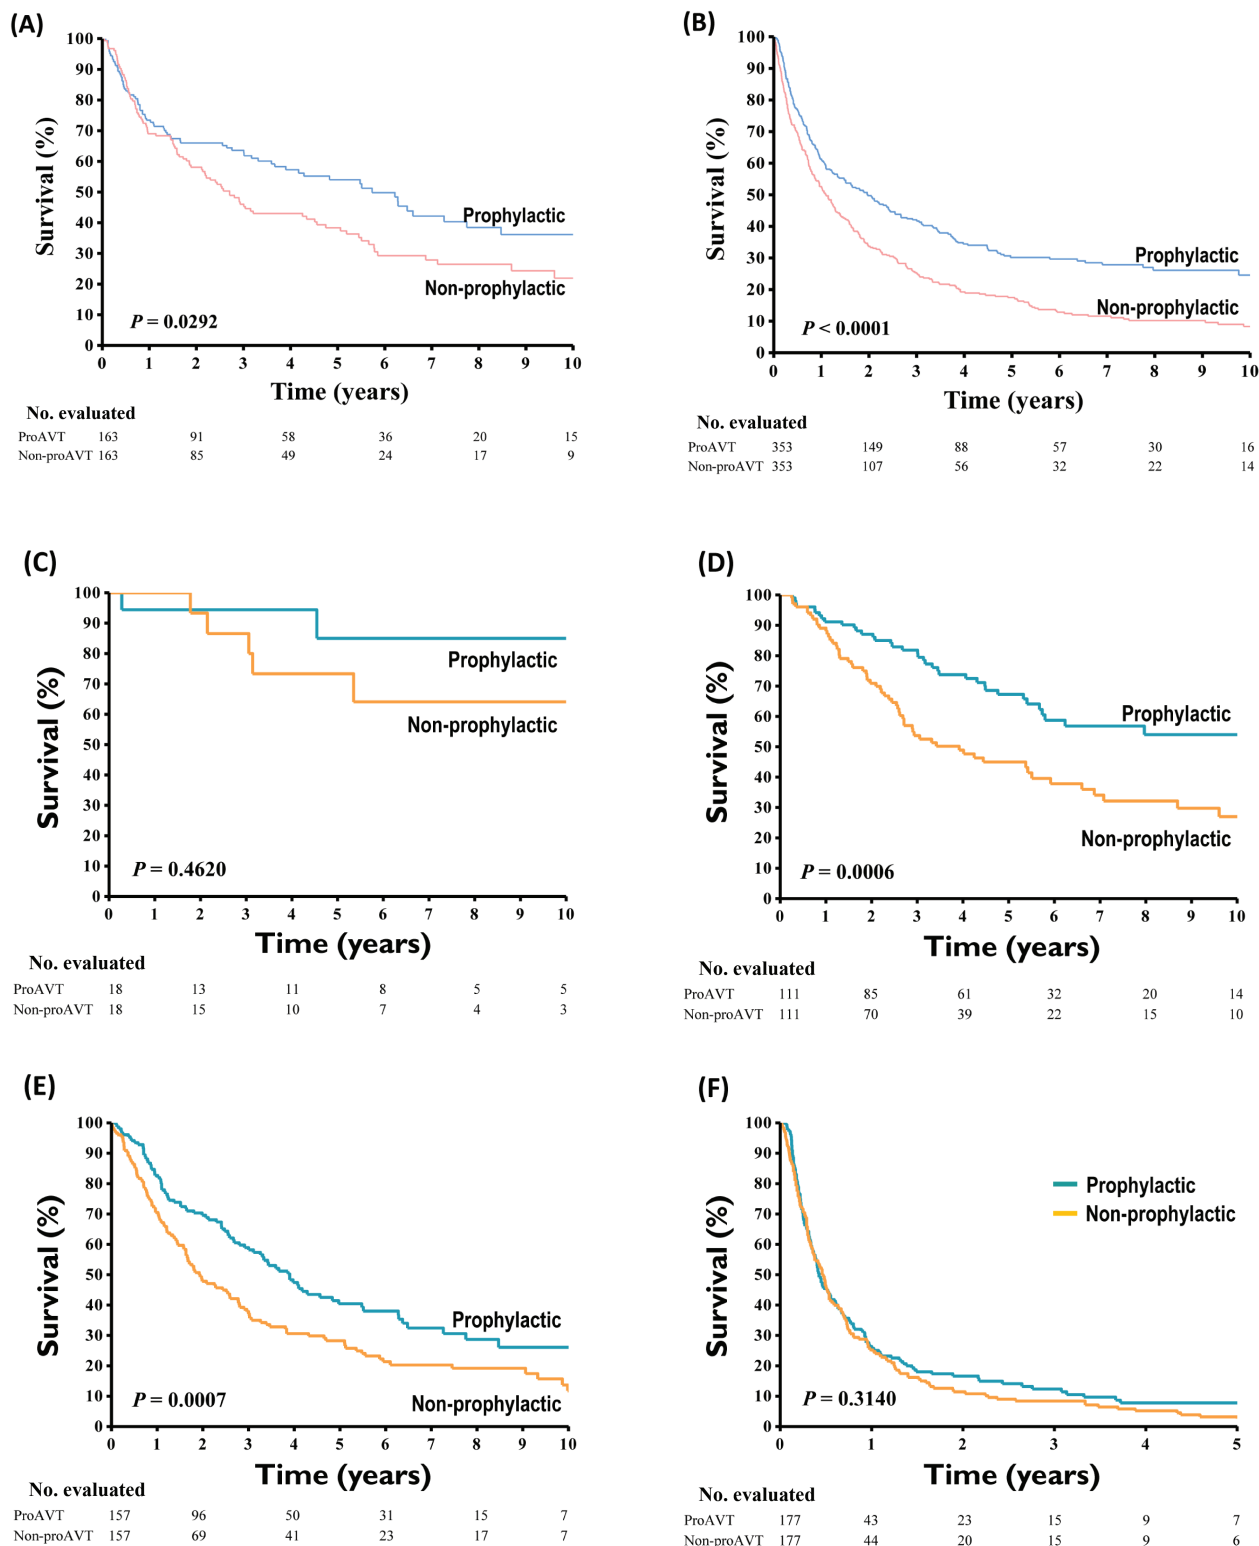 (A)
100
90
80
70
60
50
40
30
20
10
0
Survival (%)
Prophylactic
Non-prophylactic
P = 0.0292
0 1 2 3 4 5 6 7 8 9 10
Time (years)
No. evaluated
ProAVT 163 91 58 36 20 15
Non-proAVT 163 85 49 24 17 9
(B)
100
90
80
70
60
50
40
30
20
10
0
Survival (%)
Prophylactic
Non-prophylactic
P < 0.0001
0 1 2 3 4 5 6 7 8 9 10
Time (years)
No. evaluated
ProAVT 353 149 88 57 30 16
Non-proAVT 353 107 56 32 22 14
(C)
100
90
80
70
60
50
40
30
20
10
0
Survival (%)
Prophylactic
Non-prophylactic
P = 0.4620
0 1 2 3 4 5 6 7 8 9 10
Time (years)
No. evaluated
ProAVT 18 13 11 8 5 5
Non-proAVT 18 15 10 7 4 3
(D)
100
90
80
70
60
50
40
30
20
10
0
Survival (%)
Prophylactic
Non-prophylactic
P = 0.0006
0 1 2 3 4 5 6 7 8 9 10
Time (years)
No. evaluated
ProAVT 111 85 61 32 20 14
Non-proAVT 111 70 39 22 15 10
(E)
100
90
80
70
60
50
40
30
20
10
0
Survival (%)
Prophylactic
Non-prophylactic
P = 0.0007
0 1 2 3 4 5 6 7 8 9 10
Time (years)
No. evaluated
ProAVT 157 96 50 31 15 7
Non-proAVT 157 69 41 23 17 7
(F)
100
90
80
70
60
50
40
30
20
10
0
Survival (%)
Prophylactic
Non-prophylactic
P = 0.3140
0 1 2 3 4 5
Time (years)
No. evaluated
ProAVT 177 43 23 15 9 7
Non-proAVT 177 44 20 15 9 6